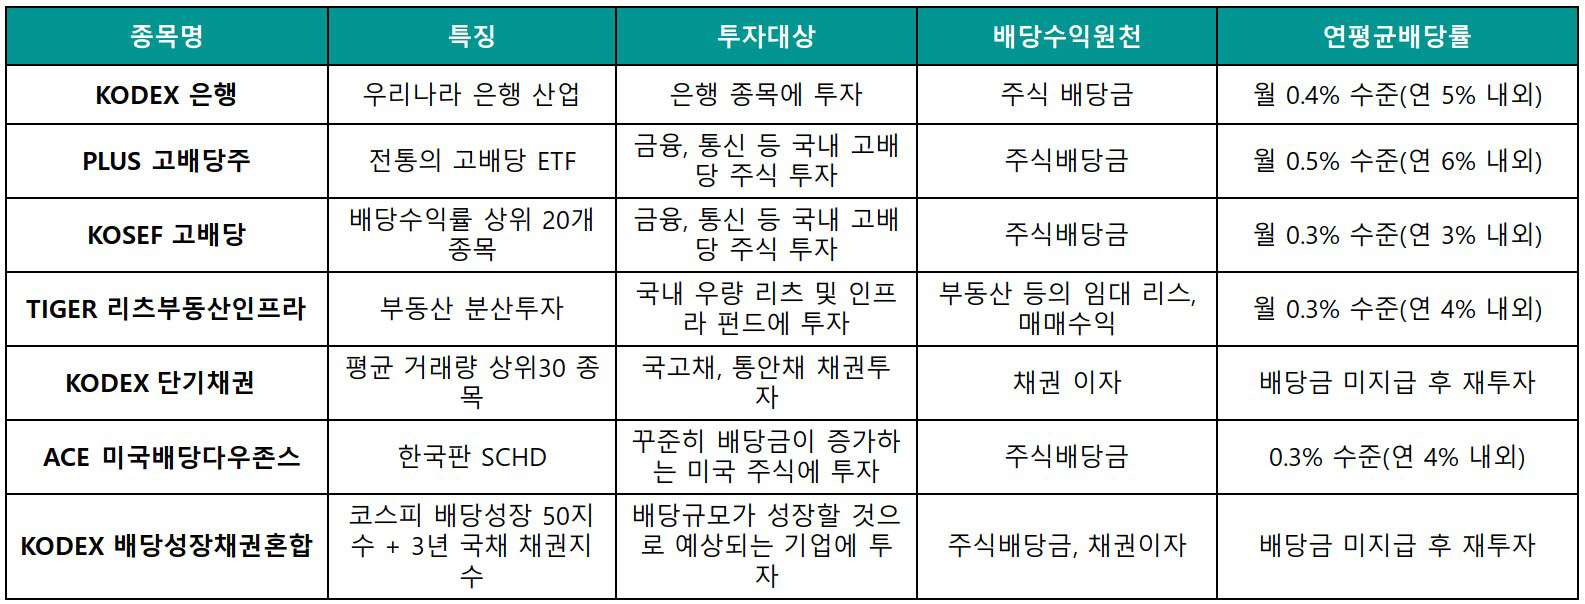 종목명
특징
투자대상
배당수익원천
연평균배당률
KODEX 은행
우리나라 은행 산업
은행 종목에 투자
주식 배당금
월 0.4% 수준(연 5% 내외)
PLUS 고배당주
전통의 고배당 ETF
금융, 통신 등 국내 고배
당 주식 투자
주식배당금
월 0.5% 수준(연 6% 내외)
KOSEF 고배당
배당수익률 상위 20개
종목
금융, 통신 등 국내 고배
당 주식 투자
주식배당금
월 0.3% 수준(연 3% 내외)
TIGER 리츠부동산인프라
부동산 분산투자
국내 우량 리츠 및 인프
라 펀드에 투자
부동산 등의 임대 리스,
매매수익
월 0.3% 수준(연 4% 내외)
KODEX 단기채권
평균 거래량 상위30 종
목
국고채, 통안채 채권투
자
채권 이자
배당금 미지급 후 재투자
ACE 미국배당다우존스
한국판 SCHD
꾸준히 배당금이 증가하
는 미국 주식에 투자
주식배당금
0.3% 수준(연 4% 내외)
KODEX 배당성장채권혼합
코스피 배당성장 50지
수 + 3년 국채 채권지
수
배당규모가 성장할 것으
로 예상되는 기업에 투
자
주식배당금, 채권이자
배당금 미지급 후 재투자